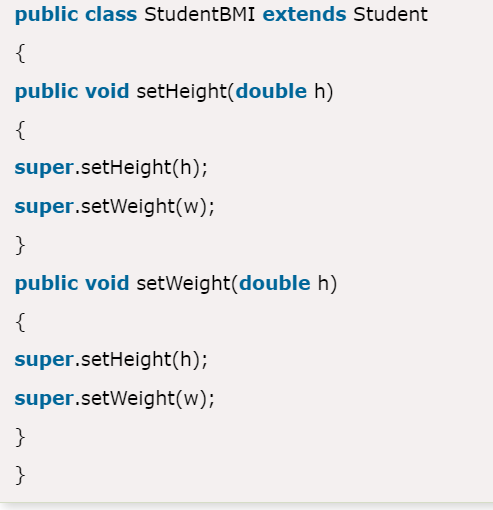 public class StudentBMI extends Student
{
public void setHeight(double h)
{
super.setHeight(h);
super.setWeight(w);
}
public void setWeight(double h)
{
super.setHeight(h);
super.setWeight(w);
}
}